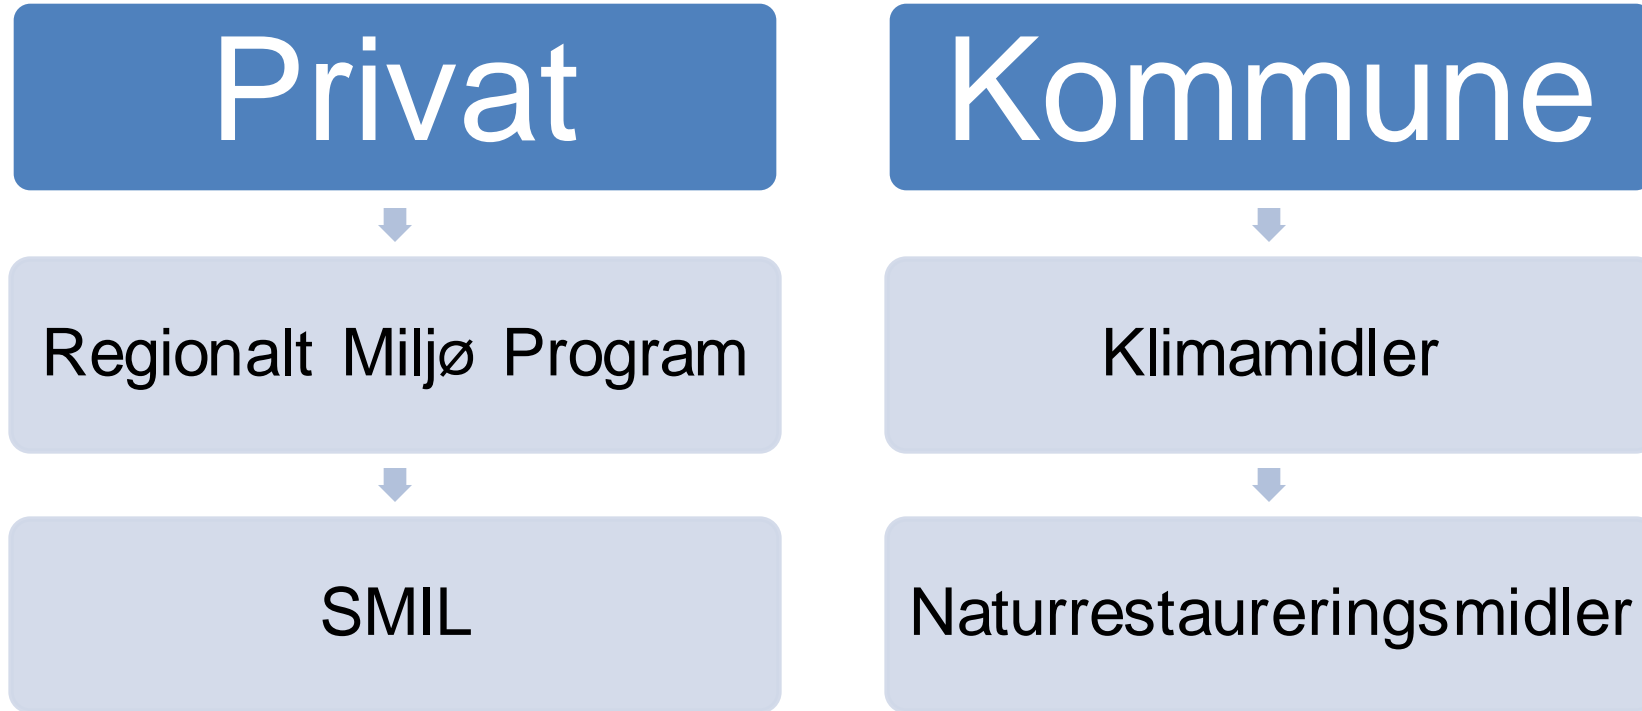 Privat
Regionalt Miljø Program
SMIL
Kommune
Klimamidler
Naturrestaureringsmidler